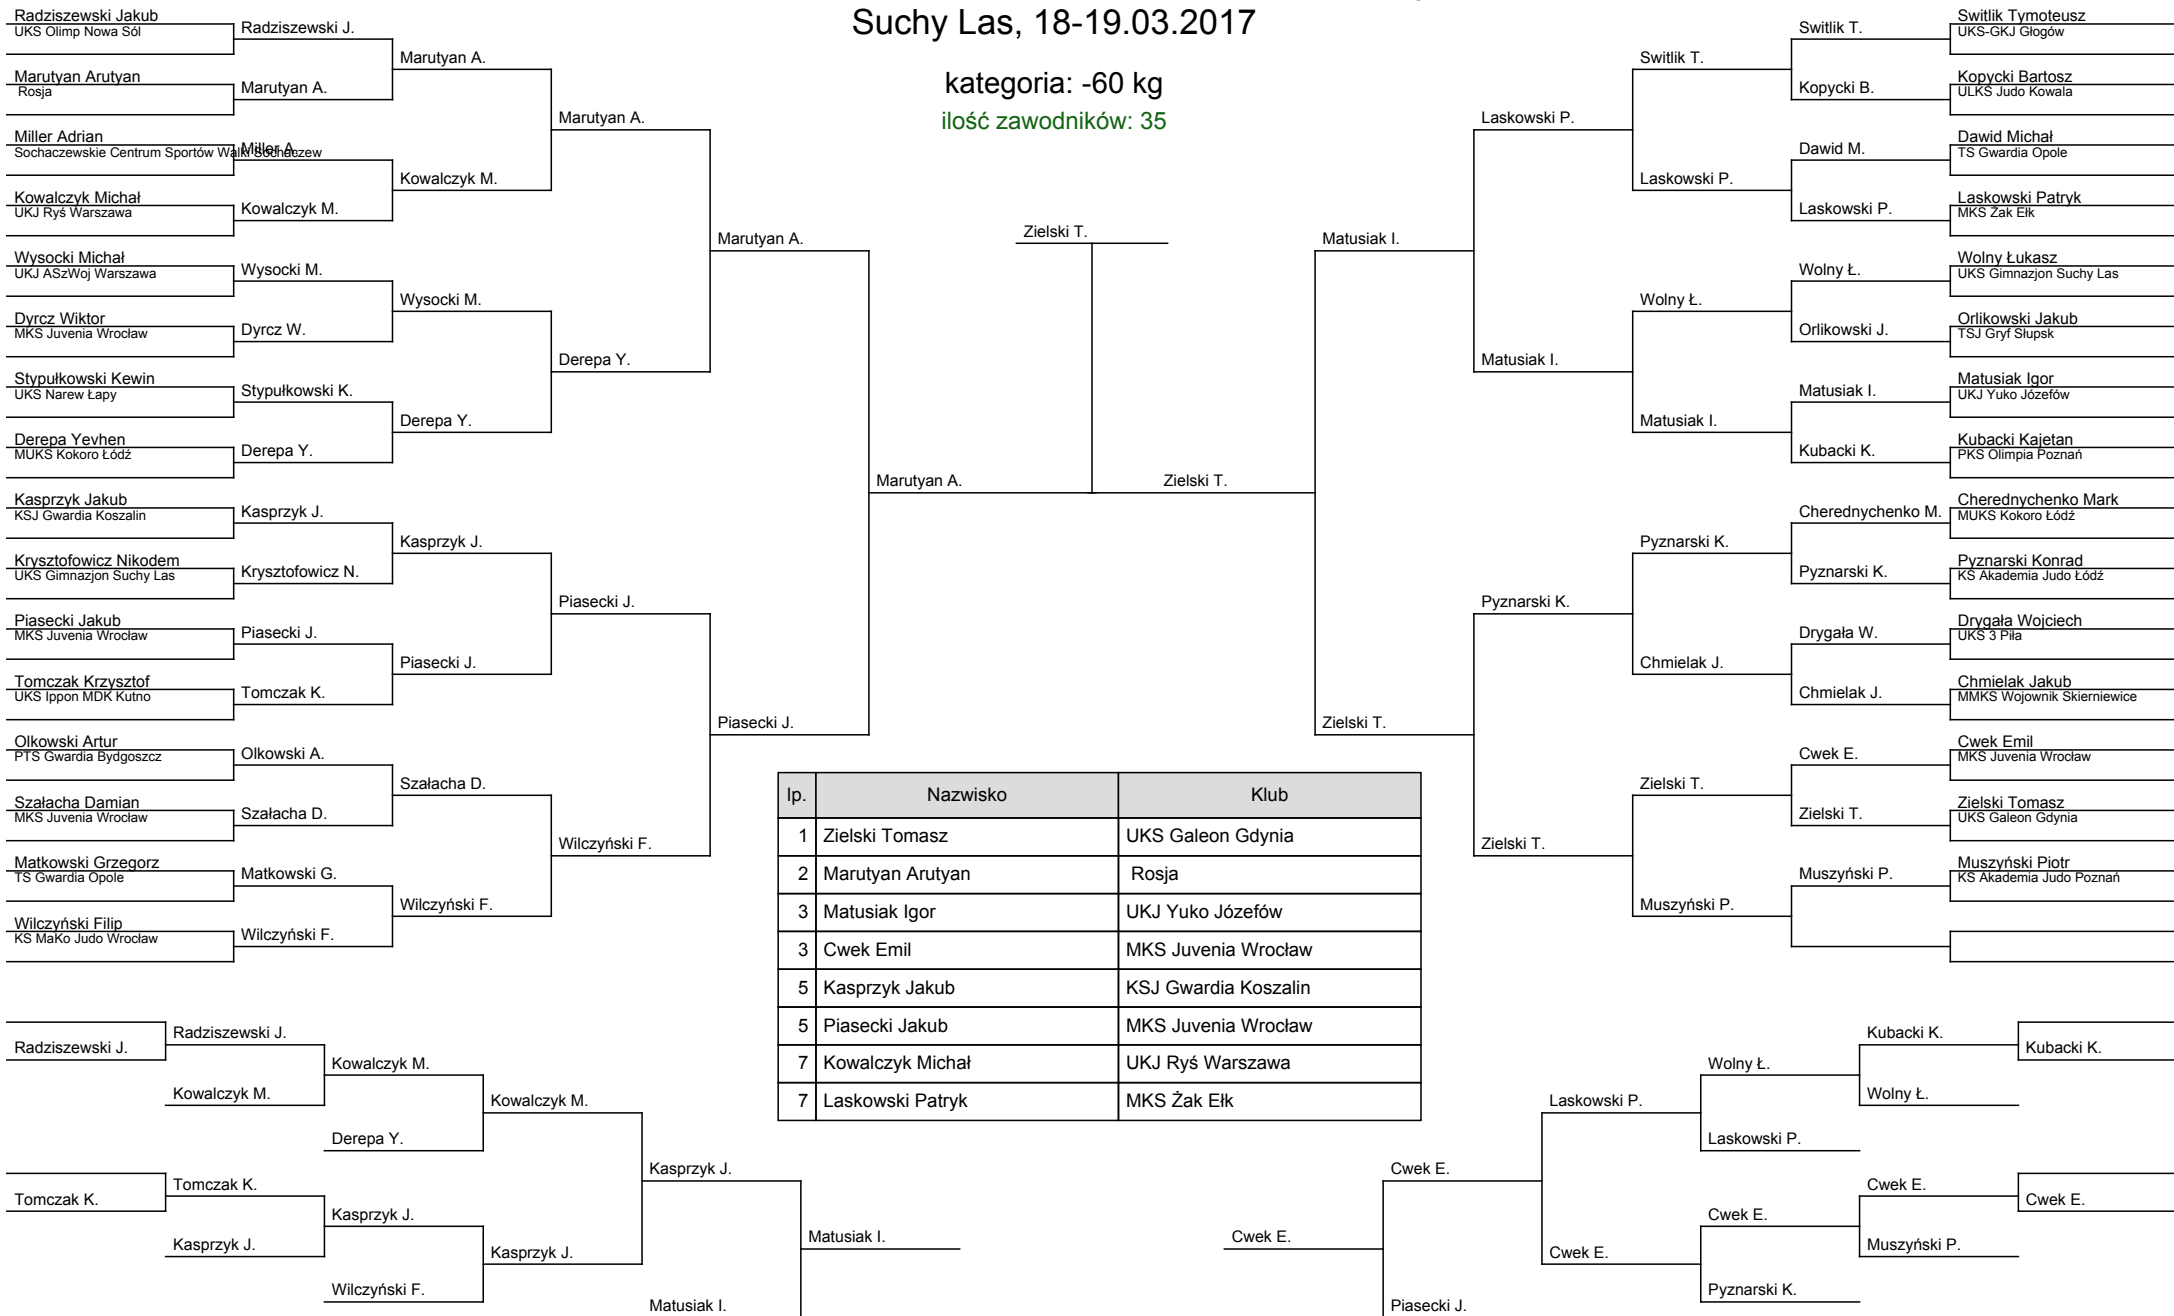 Suchy Las, 18-19.03.2017
kategoria: -60 kg
ilość zawodników: 35
Radziszewski Jakub
UKS Olimp Nowa Sól
Marutyan Arutyan
Rosja
Miller Adrian
Sochaczewskie Centrum Sportów Walki Sochaczew
Kowalczyk Michał
UKJ Ryś Warszawa
Wysocki Michał
UKJ ASzWoj Warszawa
Dyrcz Wiktor
MKS Juvenia Wrocław
Stypułkowski Kewin
UKS Narew Łapy
Derepa Yevhen
MUKS Kokoro Łódź
Kasprzyk Jakub
KSJ Gwardia Koszalin
Krysztofowicz Nikodem
UKS Gimnazjon Suchy Las
Piasecki Jakub
MKS Juvenia Wrocław
Tomczak Krzysztof
UKS Ippon MDK Kutno
Olkowski Artur
PTS Gwardia Bydgoszcz
Szałacha Damian
MKS Juvenia Wrocław
Matkowski Grzegorz
TS Gwardia Opole
Wilczyński Filip
KS MaKo Judo Wrocław
Radziszewski J.
Marutyan A.
Miller A.
Kowalczyk M.
Wysocki M.
Dyrcz W.
Stypułkowski K.
Derepa Y.
Kasprzyk J.
Krysztofowicz N.
Piasecki J.
Tomczak K.
Olkowski A.
Szałacha D.
Matkowski G.
Wilczyński F.
Marutyan A.
Kowalczyk M.
Wysocki M.
Derepa Y.
Kasprzyk J.
Piasecki J.
Szałacha D.
Wilczyński F.
Marutyan A.
Derepa Y.
Piasecki J.
Wilczyński F.
Marutyan A.
Piasecki J.
Marutyan A.
Zielski T.
Zielski T.
Matusiak I.
Zielski T.
Laskowski P.
Matusiak I.
Pyznarski K.
Zielski T.
Switlik T.
Laskowski P.
Wolny Ł.
Matusiak I.
Pyznarski K.
Chmielak J.
Zielski T.
Muszyński P.
Switlik T.
Kopycki B.
Dawid M.
Laskowski P.
Wolny Ł.
Orlikowski J.
Matusiak I.
Kubacki K.
Cherednychenko M.
Pyznarski K.
Drygała W.
Chmielak J.
Cwek E.
Zielski T.
Muszyński P.
Switlik Tymoteusz
UKS-GKJ Głogów
Kopycki Bartosz
ULKS Judo Kowala
Dawid Michał
TS Gwardia Opole
Laskowski Patryk
MKS Żak Ełk
Wolny Łukasz
UKS Gimnazjon Suchy Las
Orlikowski Jakub
TSJ Gryf Słupsk
Matusiak Igor
UKJ Yuko Józefów
Kubacki Kajetan
PKS Olimpia Poznań
Cherednychenko Mark
MUKS Kokoro Łódź
Pyznarski Konrad
KS Akademia Judo Łódź
Drygała Wojciech
UKS 3 Piła
Chmielak Jakub
MMKS Wojownik Skierniewice
Cwek Emil
MKS Juvenia Wrocław
Zielski Tomasz
UKS Galeon Gdynia
Muszyński Piotr
KS Akademia Judo Poznań
lp. Nazwisko Klub
1 Zielski Tomasz UKS Galeon Gdynia
2 Marutyan Arutyan Rosja
3 Matusiak Igor UKJ Yuko Józefów
3 Cwek Emil MKS Juvenia Wrocław
5 Kasprzyk Jakub KSJ Gwardia Koszalin
5 Piasecki Jakub MKS Juvenia Wrocław
7 Kowalczyk Michał UKJ Ryś Warszawa
7 Laskowski Patryk MKS Żak Ełk
Radziszewski J.
Tomczak K.
Radziszewski J.
Kowalczyk M.
Tomczak K.
Kasprzyk J.
Kowalczyk M.
Derepa Y.
Kasprzyk J.
Wilczyński F.
Kowalczyk M.
Kasprzyk J.
Kasprzyk J.
Matusiak I.
Matusiak I.
Cwek E.
Cwek E.
Piasecki J.
Laskowski P.
Cwek E.
Wolny Ł.
Laskowski P.
Cwek E.
Pyznarski K.
Kubacki K.
Wolny Ł.
Cwek E.
Muszyński P.
Kubacki K.
Cwek E.